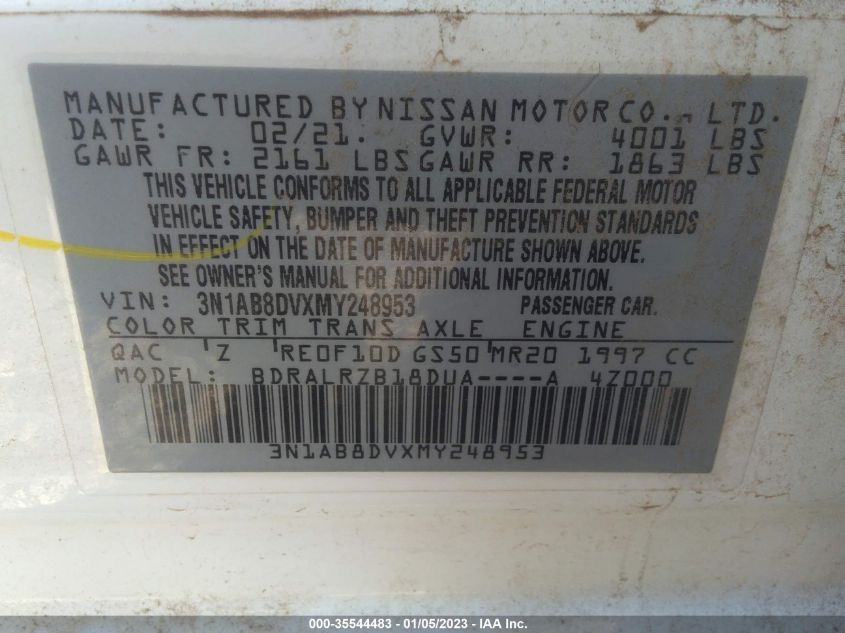 MANUFACTURED BY NISSAN MOTOR CO., LTD.
DATE: 02/21. GVWR: 4001 LBS
GAWR FR: 2161 LBS GAWR RR: 1863 LBS
THIS VEHICLE CONFORMS TO ALL APPLICABLE FEDERAL MOTOR
VEHICLE SAFETY, BUMPER AND THEFT PREVENTION STANDARDS
IN EFFECT ON THE DATE OF MANUFACTURE SHOWN ABOVE.
SEE OWNER'S MANUAL FOR ADDITIONAL INFORMATION.
VIN: 3N1AB8DVXMY248953 PASSENGER CAR.
COLOR TRIM TRANS AXLE ENGINE
QAC Z RE0F10D GS50 MR20 1997 CC
MODEL: BDRALRZB18DUA----A 4Z000
3N1AB8DVXMY248953
000-35544483 - 01/05/2023 - IAA Inc.